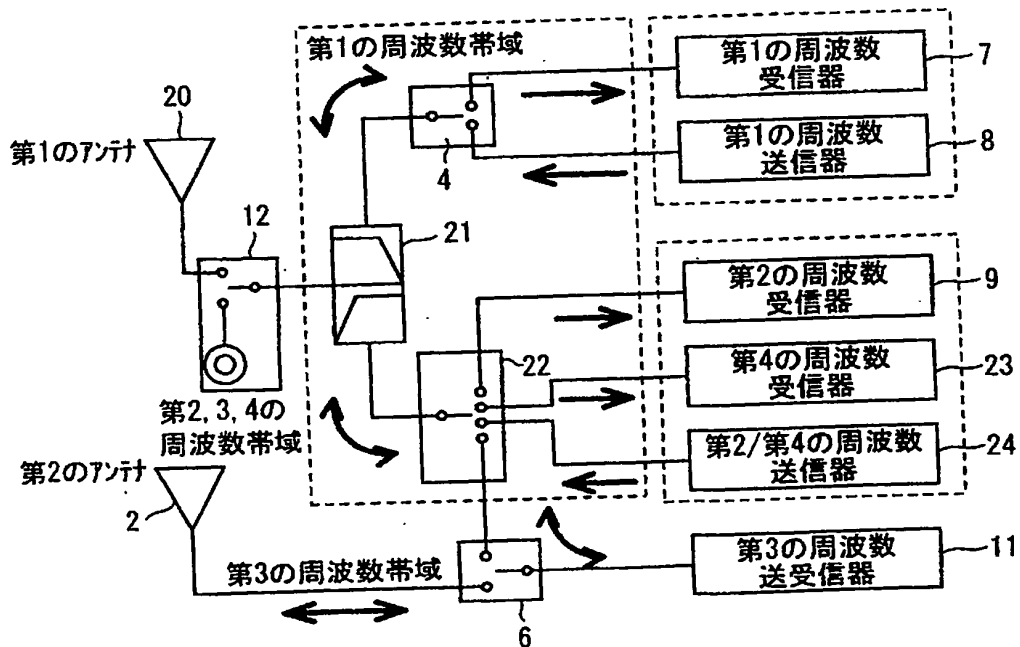 第1の周波数帯域
第1の周波数
受信器
7
20
第1のアンテナ
4
第1の周波数
送信器
8
12
21
第2の周波数
受信器
9
22
第4の周波数
受信器
23
第2,3,4の
周波数帯域
第2/第4の周波数
送信器
24
第2のアンテナ
2
第3の周波数帯域
6
第3の周波数
送受信器
11